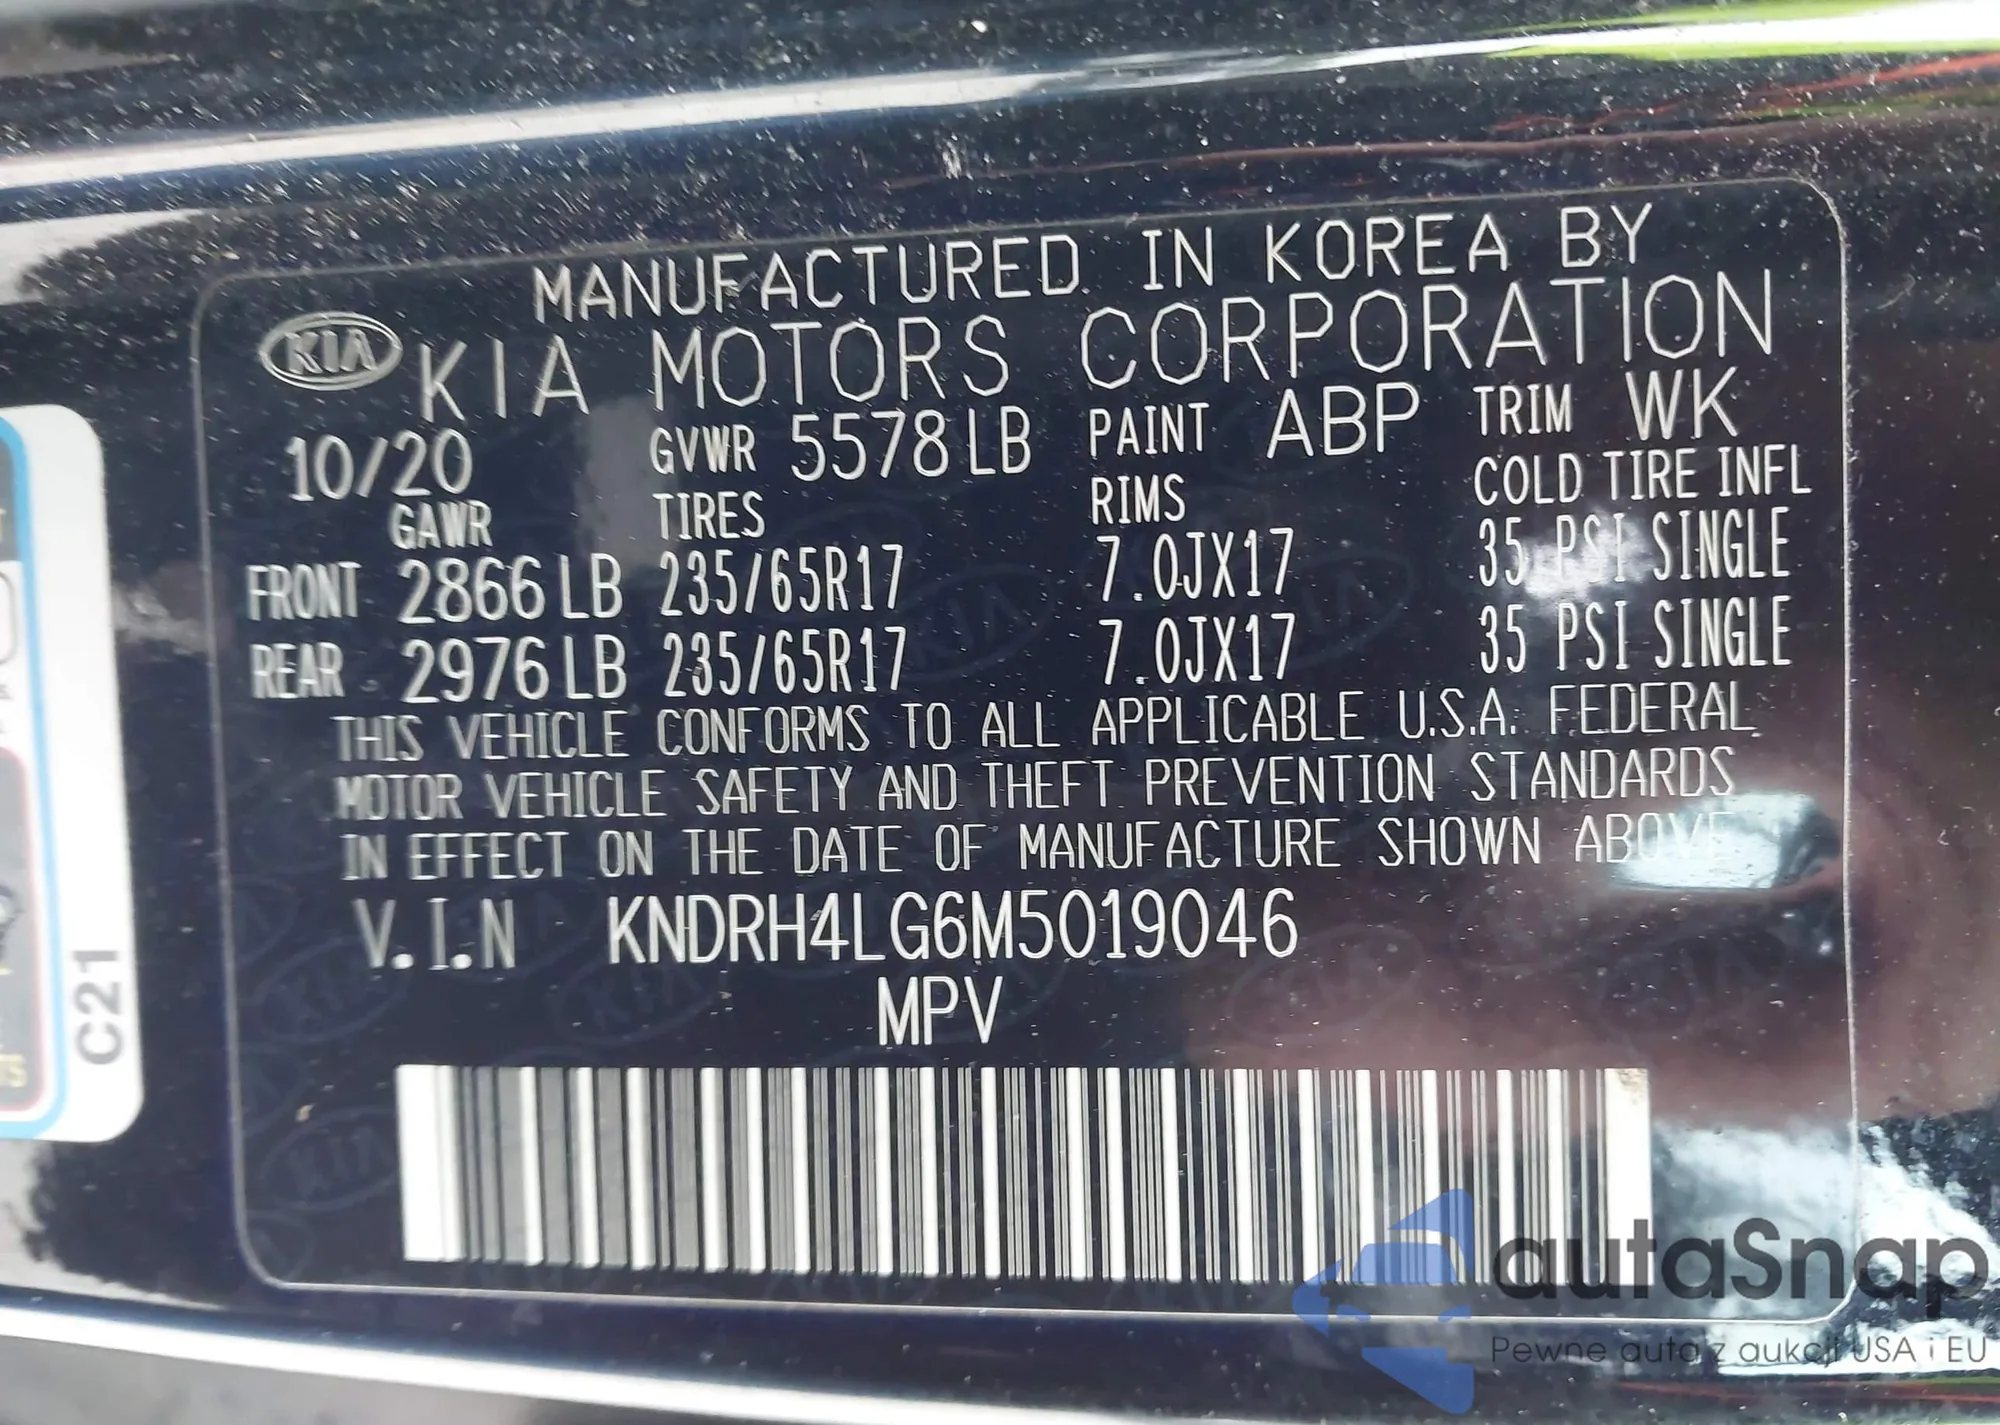 MANUFACTURED IN KOREA BY
KIA KIA MOTORS CORPORATION
10/20 GVWR 5578LB PAINT ABP TRIM WK
GAWR TIRES RIMS COLD TIRE INFL
FRONT 2866LB 235/65R17 7.0JX17 35 PSI SINGLE
REAR 2976LB 235/65R17 7.0JX17 35 PSI SINGLE
THIS VEHICLE CONFORMS TO ALL APPLICABLE U.S.A. FEDERAL
MOTOR VEHICLE SAFETY AND THEFT PREVENTION STANDARDS
IN EFFECT ON THE DATE OF MANUFACTURE SHOWN ABOVE
V.I.N KNDRH4LG6M5019046
MPV
C21
autaSnap
Pewne auta z aukcji USA i EU